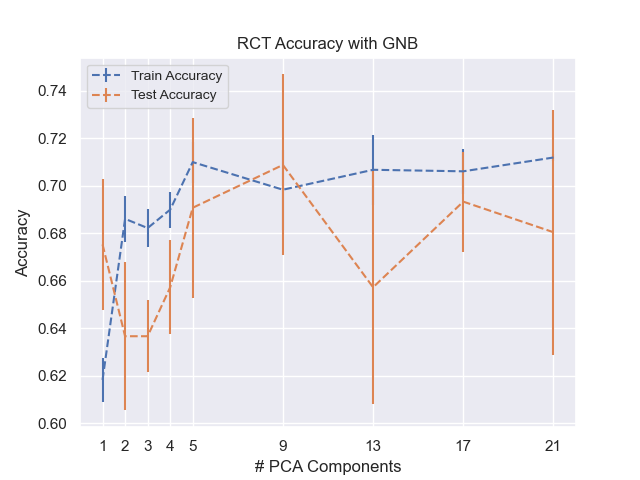 RCT Accuracy with GNB
Train Accuracy
Test Accuracy
0.74
0.72
0.70
0.68
0.66
0.64
0.62
0.60
Accuracy
1 2 3 4 5 9 13 17 21
# PCA Components